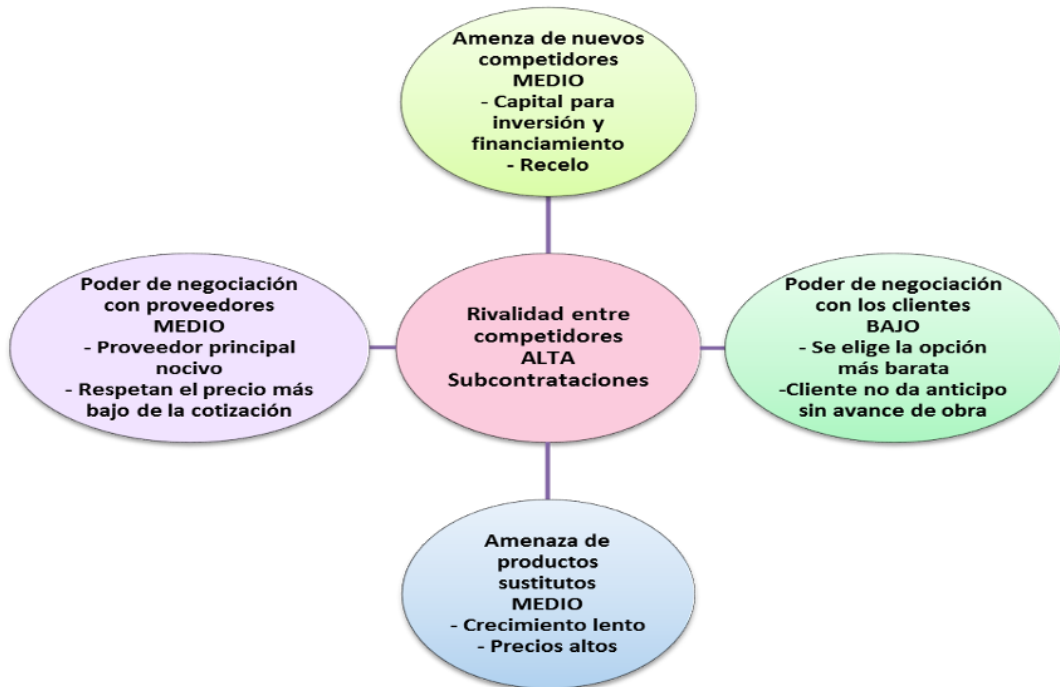 Amenza de nuevos
competidores
MEDIO
- Capital para
inversión y
financiamiento
- Recelo
Poder de negociación
con proveedores
MEDIO
- Proveedor principal
nocivo
- Respetan el precio más
bajo de la cotización
Rivalidad entre
competidores
ALTA
Subcontrataciones
Poder de negociación
con los clientes
BAJO
- Se elige la opción
más barata
-Cliente no da anticipo
sin avance de obra
Amenaza de
productos
sustitutos
MEDIO
- Crecimiento lento
- Precios altos